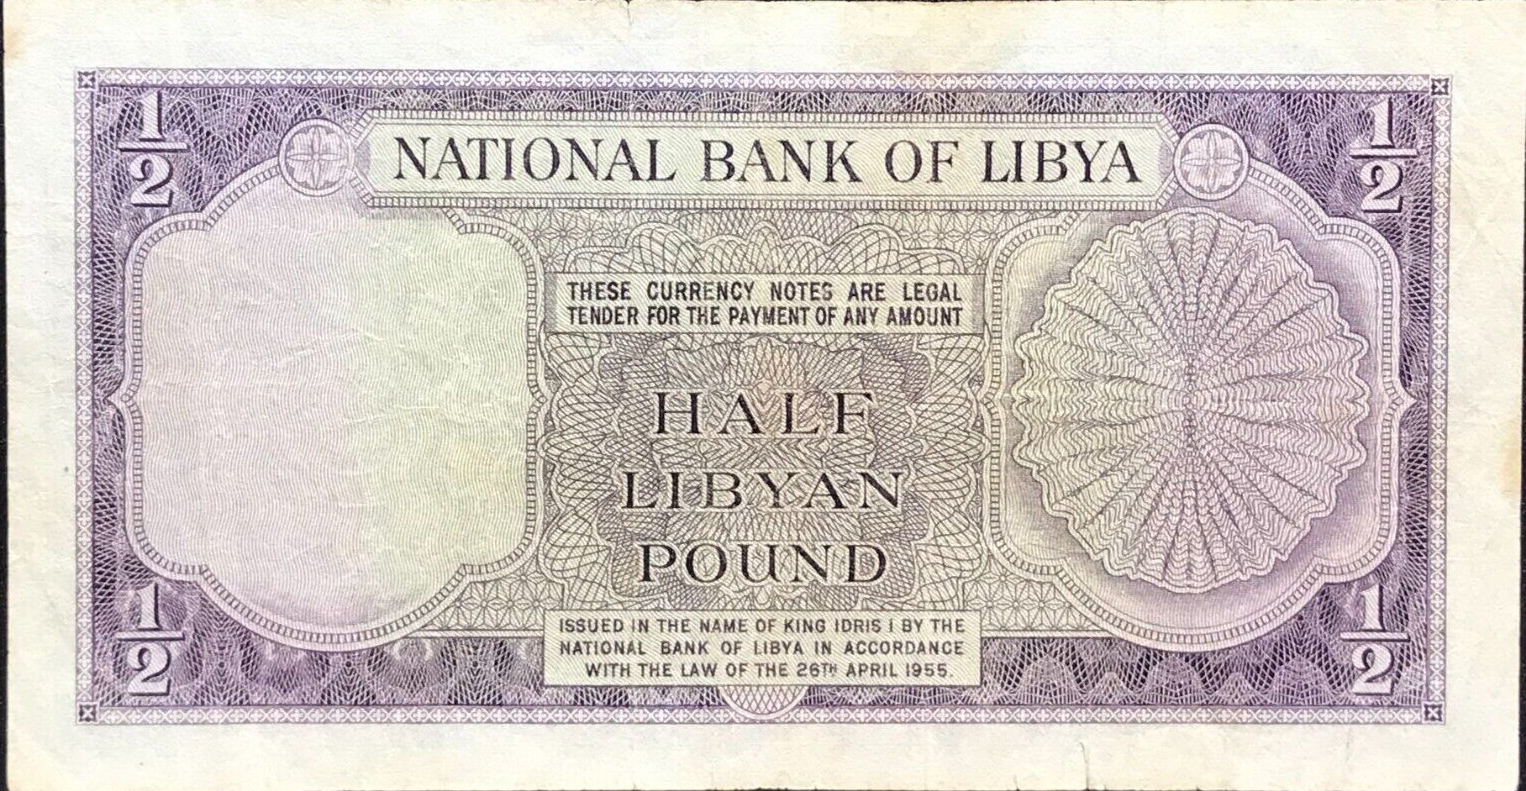 1/2
1/2
NATIONAL BANK OF LIBYA
THESE CURRENCY NOTES ARE LEGAL
TENDER FOR THE PAYMENT OF ANY AMOUNT
HALF
LIBYAN
POUND
1/2
1/2
ISSUED IN THE NAME OF KING IDRIS I BY THE
NATIONAL BANK OF LIBYA IN ACCORDANCE
WITH THE LAW OF THE 26TH APRIL 1955.